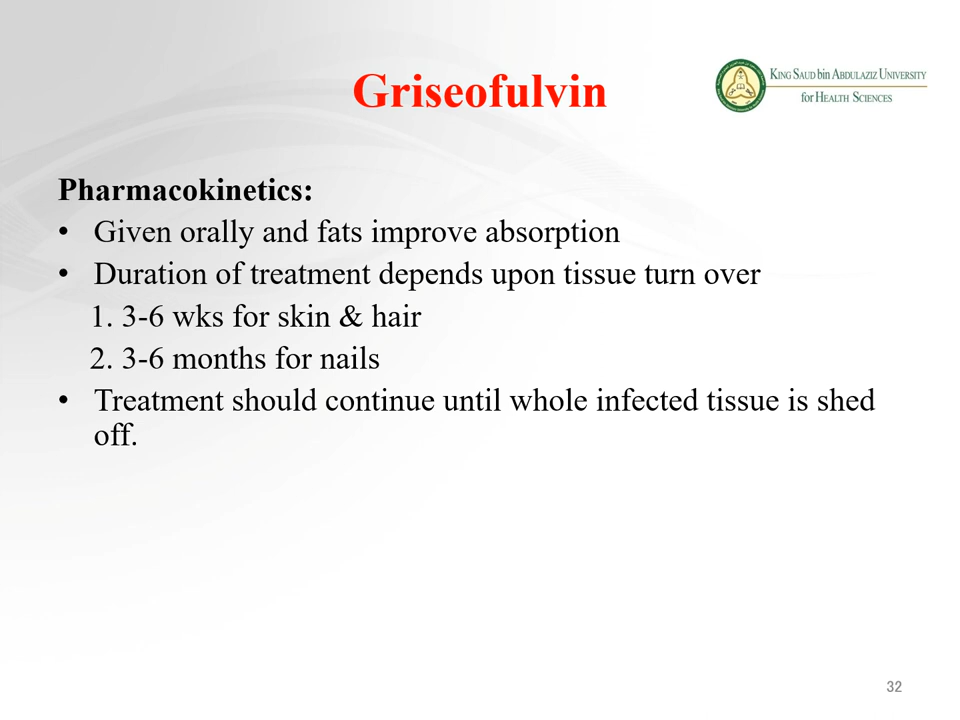 Griseofulvin
KING SAUD bin ABDULAZIZ UNIVERSITY
for HEALTH SCIENCES
Pharmacokinetics:
• Given orally and fats improve absorption
• Duration of treatment depends upon tissue turn over
1. 3-6 wks for skin & hair
2. 3-6 months for nails
• Treatment should continue until whole infected tissue is shed
off.
32